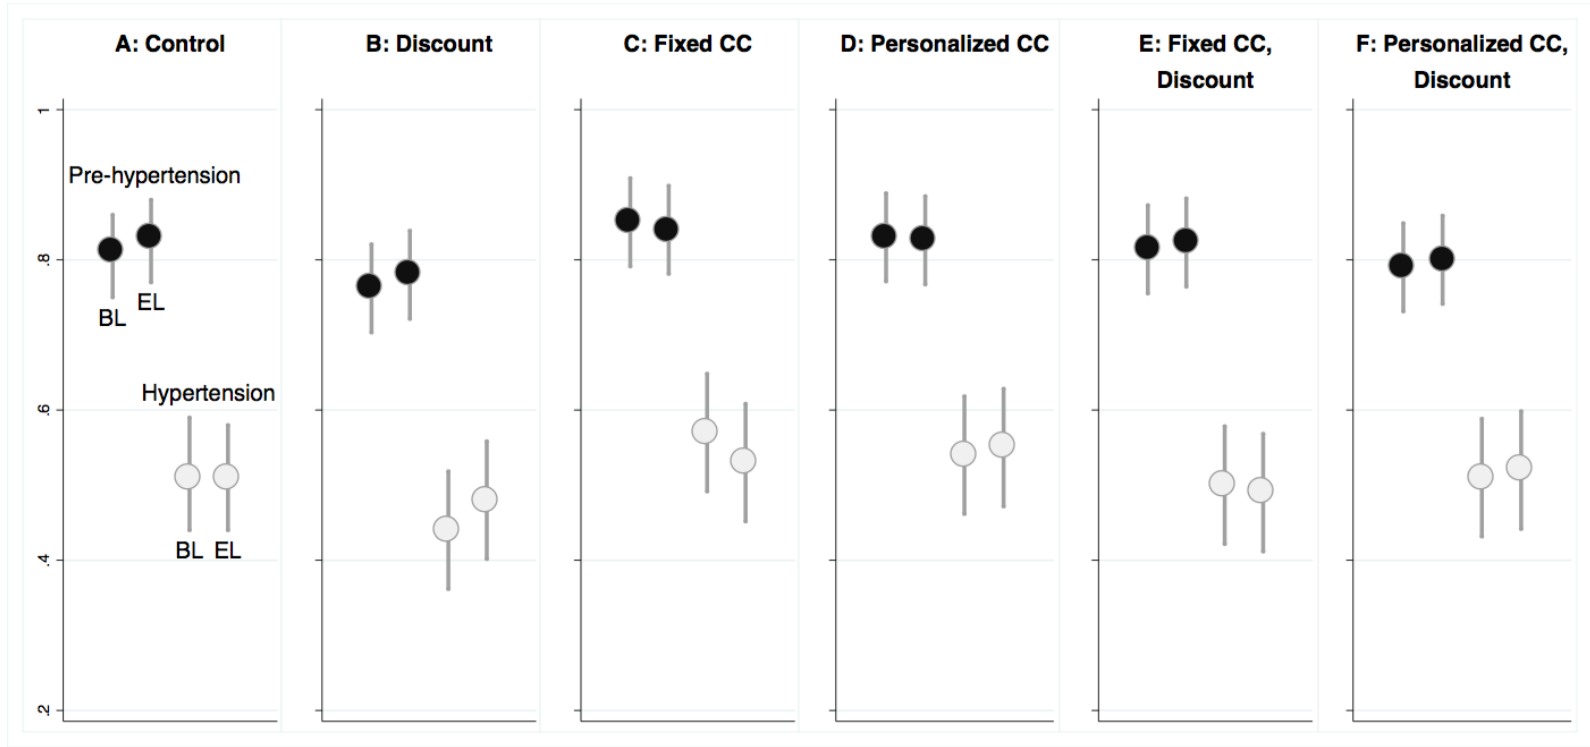 A: Control
B: Discount
C: Fixed CC
D: Personalized CC
E: Fixed CC,
Discount
F: Personalized CC,
Discount
1
.8
.6
.4
.2
Pre-hypertension
BL
EL
Hypertension
BL EL